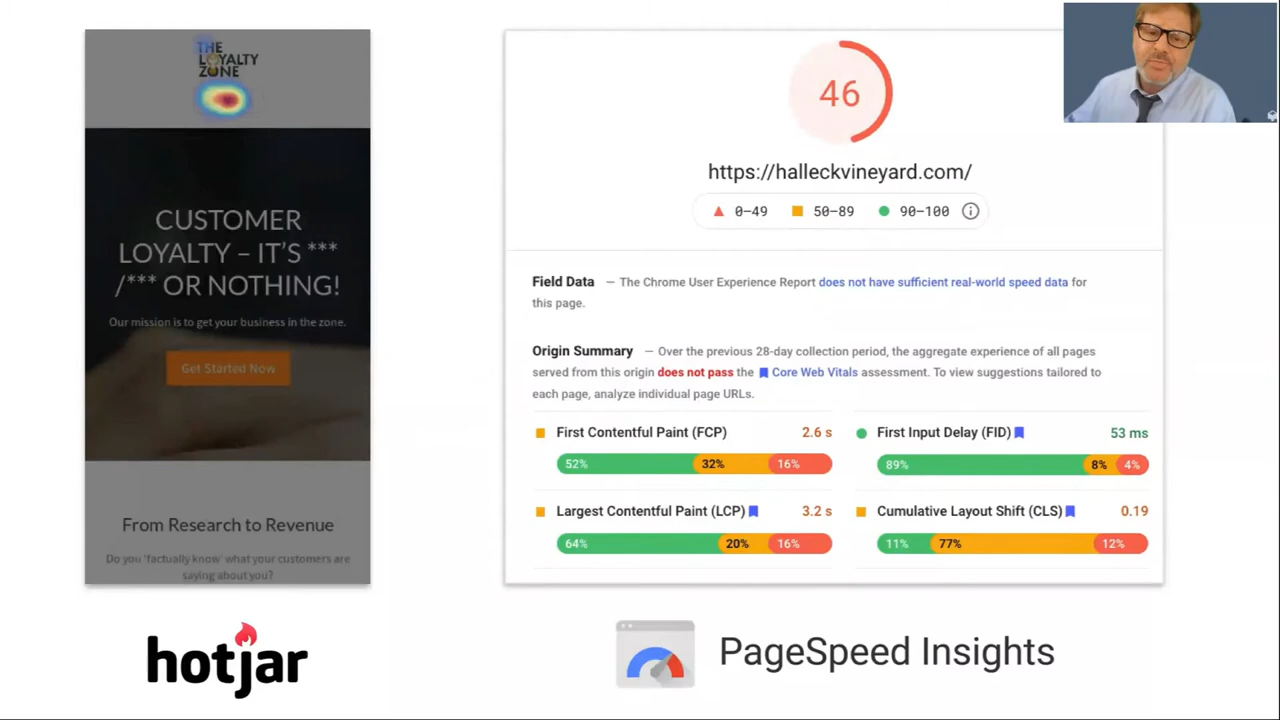 THE
LOYALTY
ZONE
CUSTOMER
LOYALTY – IT'S ***
/*** OR NOTHING!
Our mission is to get your business in the zone.
Get Started Now
From Research to Revenue
Do you 'factually know' what your customers are
saying about you?
hotjar
46
https://halleckvineyard.com/
0–49 50–89 90–100
Field Data — The Chrome User Experience Report does not have sufficient real-world speed data for
this page.
Origin Summary — Over the previous 28-day collection period, the aggregate experience of all pages
served from this origin does not pass the Core Web Vitals assessment. To view suggestions tailored to
each page, analyze individual page URLs.
First Contentful Paint (FCP) 2.6 s
52% 32% 16%
First Input Delay (FID) 53 ms
89% 8% 4%
Largest Contentful Paint (LCP) 3.2 s
64% 20% 16%
Cumulative Layout Shift (CLS) 0.19
11% 77% 12%
PageSpeed Insights